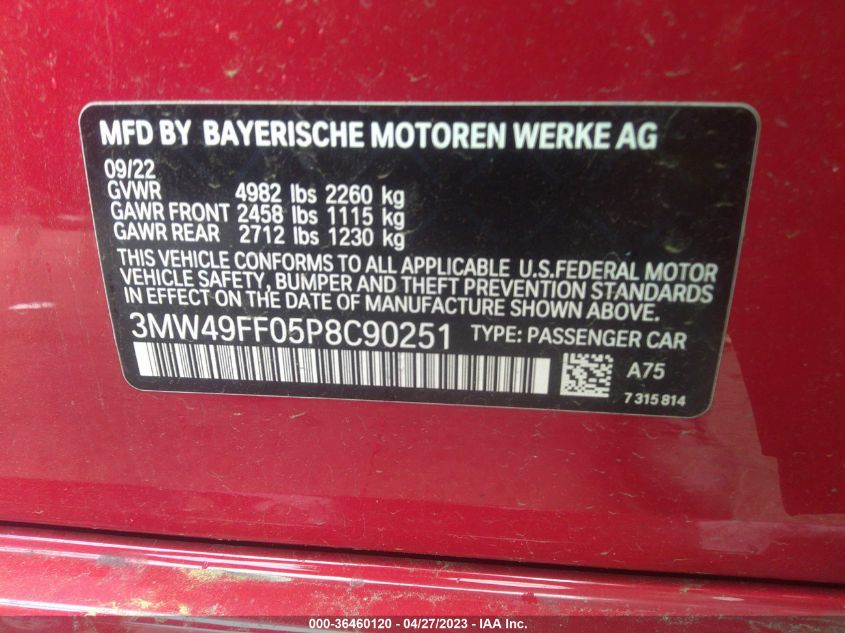 MFD BY BAYERISCHE MOTOREN WERKE AG
09/22
GVWR 4982 lbs 2260 kg
GAWR FRONT 2458 lbs 1115 kg
GAWR REAR 2712 lbs 1230 kg
THIS VEHICLE CONFORMS TO ALL APPLICABLE U.S.FEDERAL MOTOR
VEHICLE SAFETY, BUMPER AND THEFT PREVENTION STANDARDS
IN EFFECT ON THE DATE OF MANUFACTURE SHOWN ABOVE.
3MW49FF05P8C90251 TYPE: PASSENGER CAR
A75
7 315 814
000-36460120 - 04/27/2023 - IAA Inc.